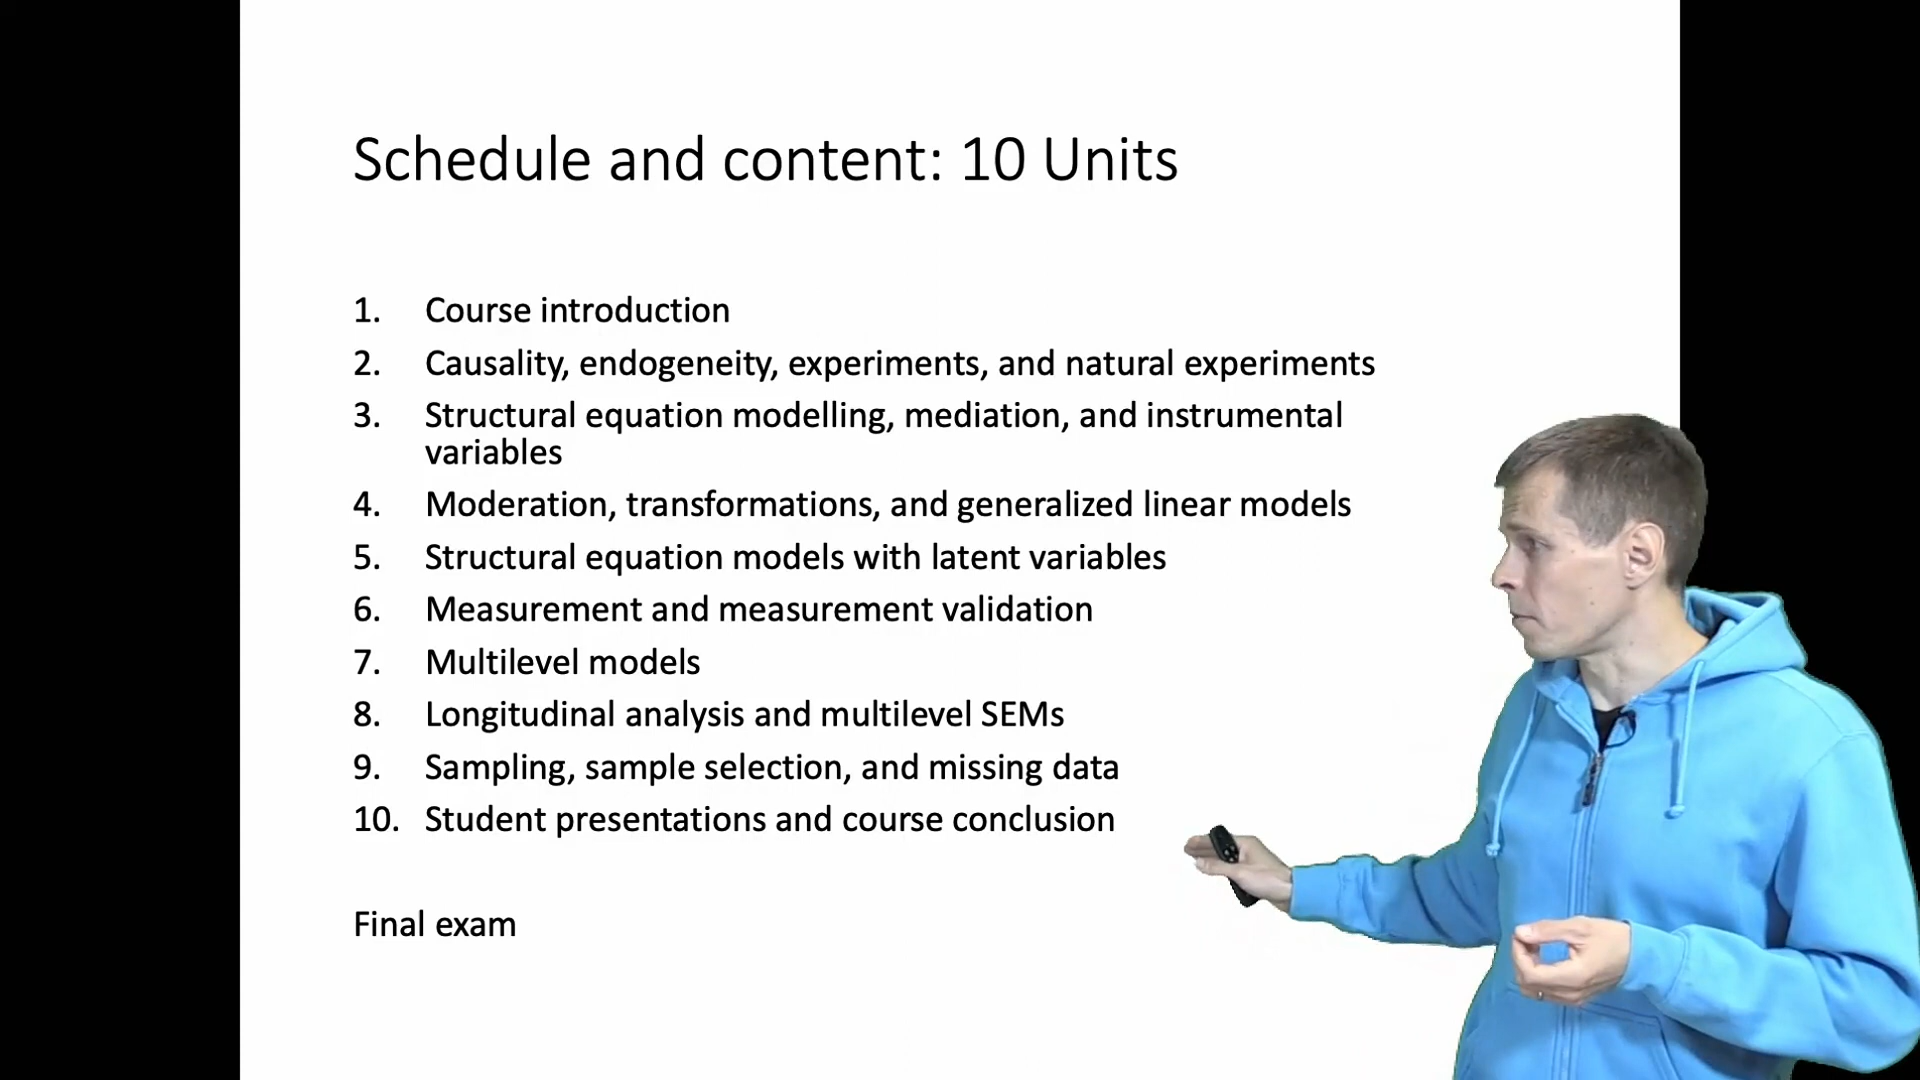 Schedule and content: 10 Units
1. Course introduction
2. Causality, endogeneity, experiments, and natural experiments
3. Structural equation modelling, mediation, and instrumental
variables
4. Moderation, transformations, and generalized linear models
5. Structural equation models with latent variables
6. Measurement and measurement validation
7. Multilevel models
8. Longitudinal analysis and multilevel SEMs
9. Sampling, sample selection, and missing data
10. Student presentations and course conclusion
Final exam